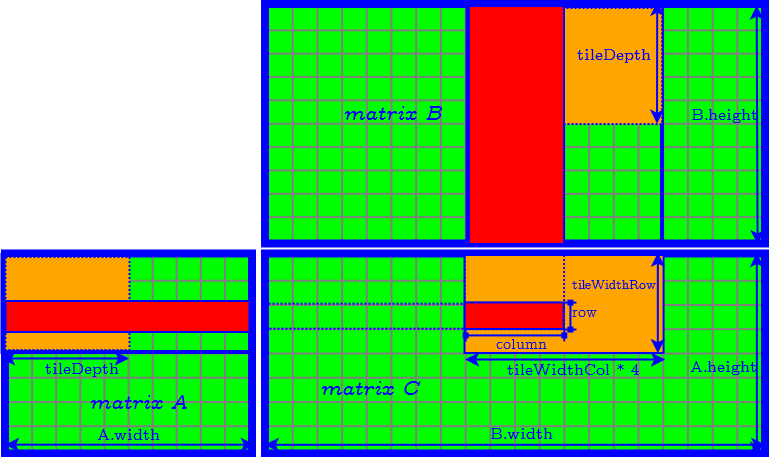 tileDepth
matrix B
B.height
tileWidthRow
row
column
tileDepth
tileWidthCol * 4
A.height
matrix C
matrix A
A.width
B.width